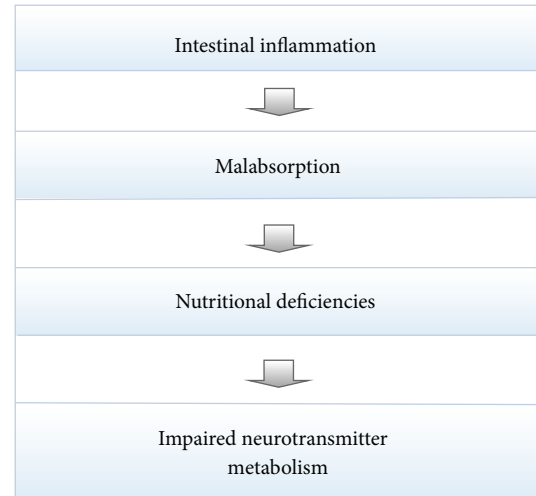 Intestinal inflammation
Malabsorption
Nutritional deficiencies
Impaired neurotransmitter
metabolism